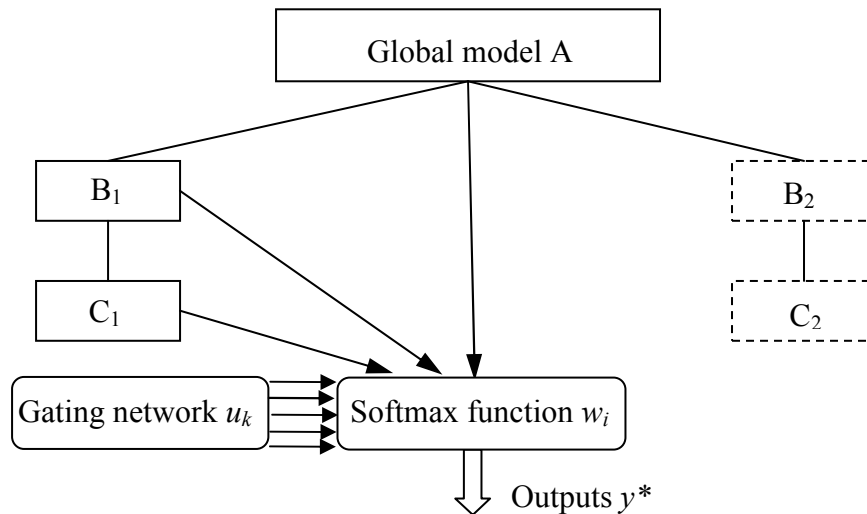 Global model A
B₁
B₂
C₁
C₂
Gating network uₖ
Softmax function wᵢ
Outputs y*